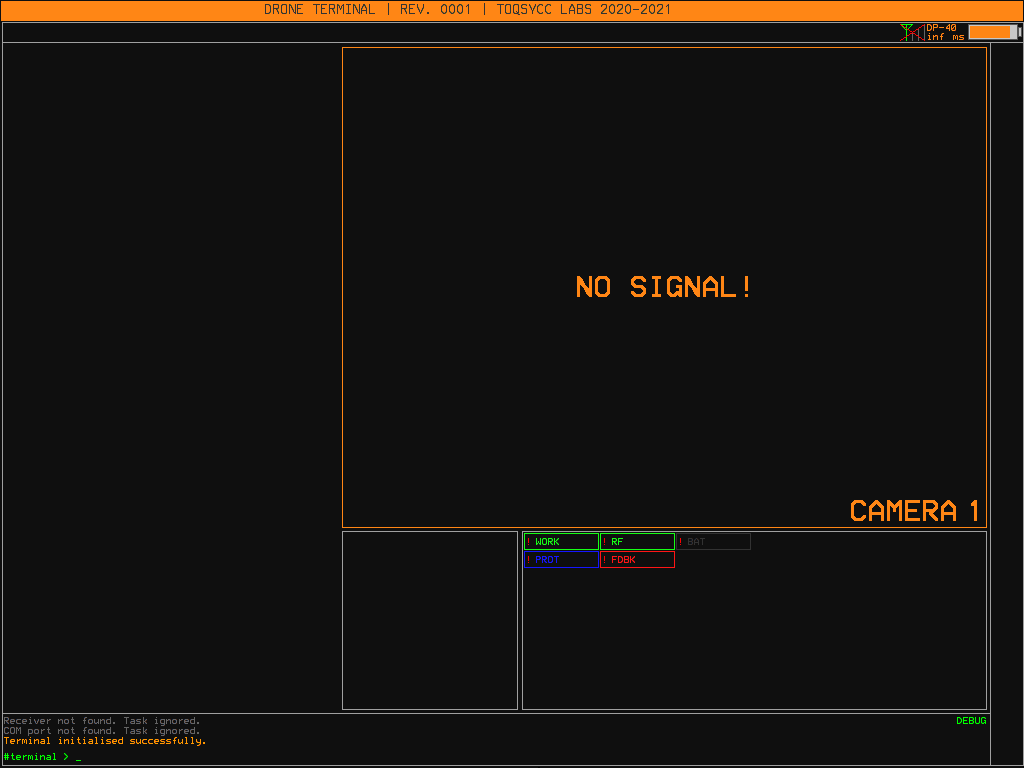 DRONE TERMINAL | REV. 0001 | TOQSYCC LABS 2020-2021
DP-40
inf ms
NO SIGNAL!
CAMERA 1
! WORK ! RF ! BAT
! PROT ! FDBK
Receiver not found. Task ignored.
DEBUG
COM port not found. Task ignored.
Terminal initialised successfully.
#terminal > _